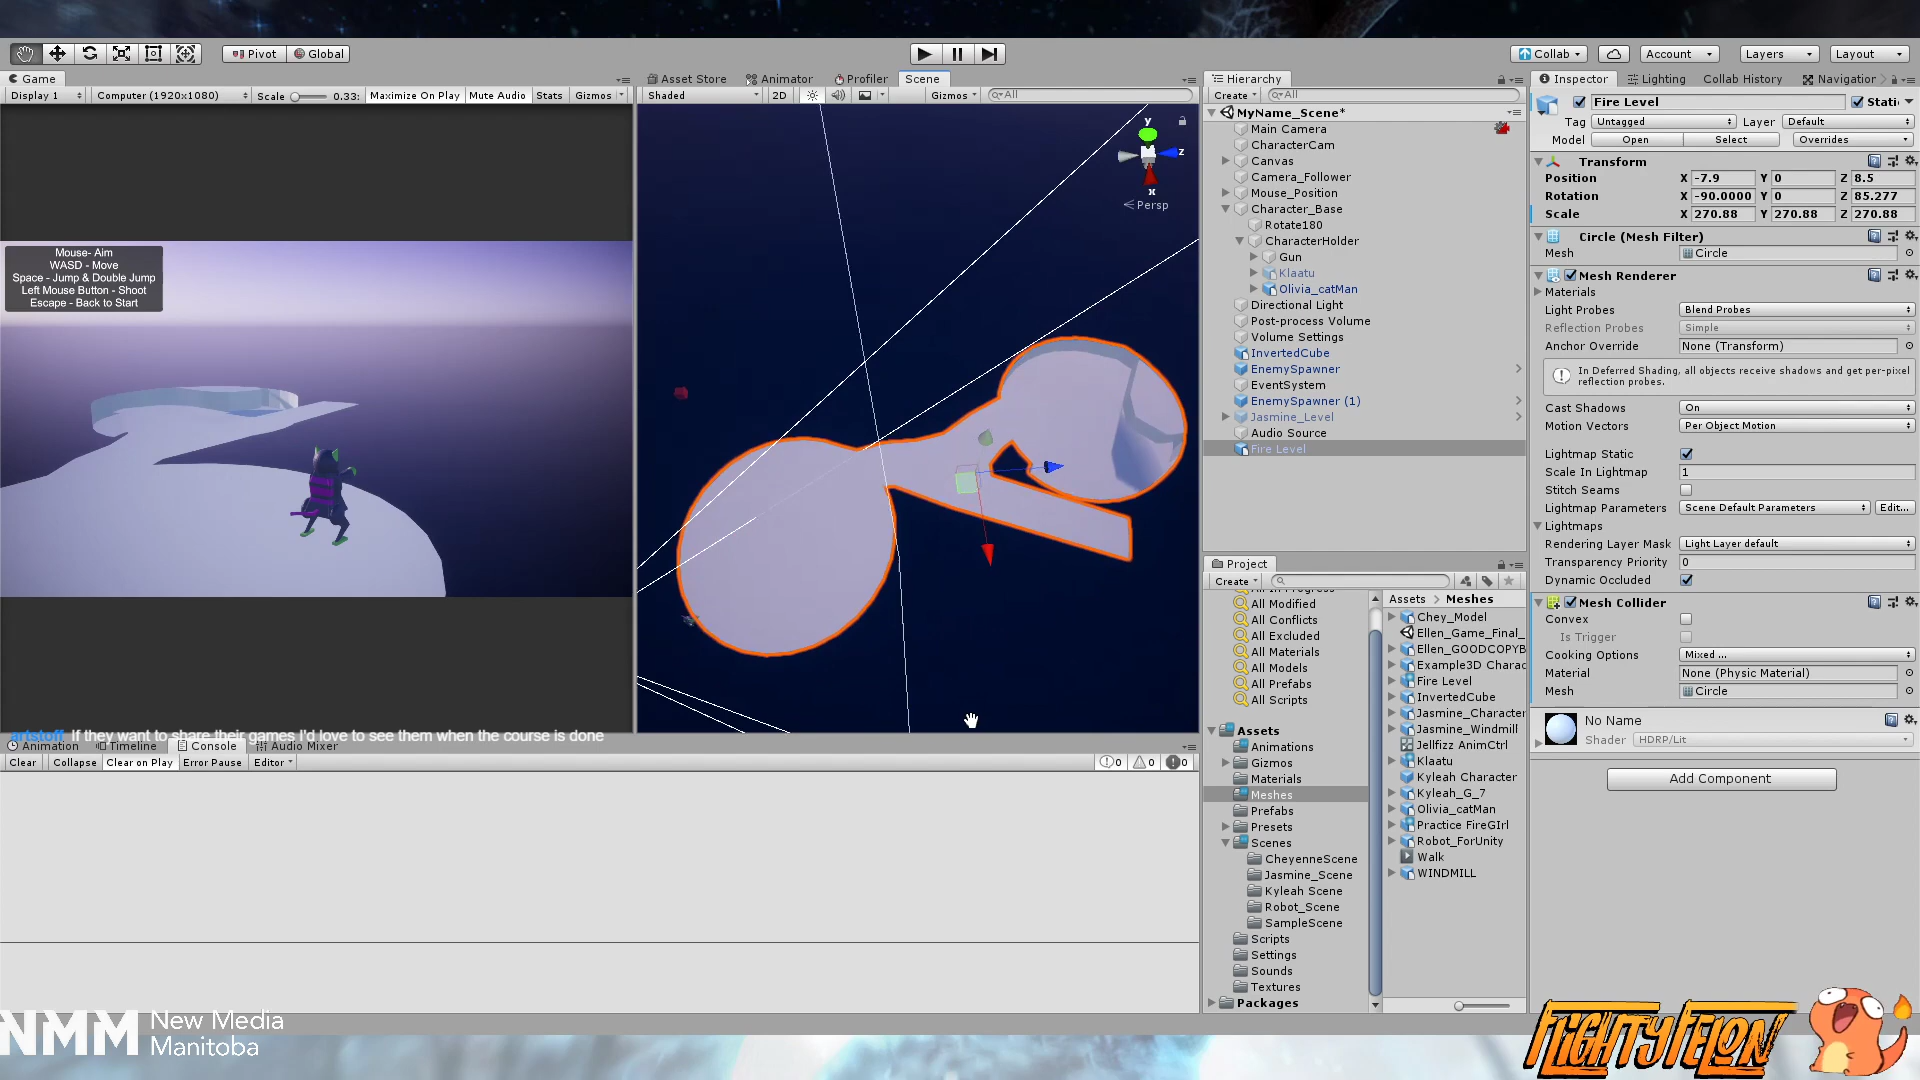 Pivot
Global
Collab
Account
Layers
Layout
Game
Asset Store
Animator
Profiler
Scene
Hierarchy
Inspector
Lighting
Collab History
Navigation
Display 1
Computer (1920x1080)
Scale
0.33:
Maximize On Play
Mute Audio
Stats
Gizmos
Shaded
2D
Gizmos
All
Create
All
y
z
x
Persp
Mouse- Aim
WASD - Move
Space - Jump & Double Jump
Left Mouse Button - Shoot
Escape - Back to Start
MyName_Scene*
Main Camera
CharacterCam
Canvas
Camera_Follower
Mouse_Position
Character_Base
Rotate180
CharacterHolder
Gun
Klaatu
Olivia_catMan
Directional Light
Post-process Volume
Volume Settings
InvertedCube
EnemySpawner
EventSystem
EnemySpawner (1)
Jasmine_Level
Audio Source
Fire Level
Project
Create
All Modified
All Conflicts
All Excluded
All Materials
All Models
All Prefabs
All Scripts
Assets
Animations
Gizmos
Materials
Meshes
Prefabs
Presets
Scenes
CheyenneScene
Jasmine_Scene
Kyleah Scene
Robot_Scene
SampleScene
Scripts
Settings
Sounds
Textures
Packages
Assets > Meshes
Chey_Model
Ellen_Game_Final_
Ellen_GOODCOPYB
Example3D Charac
Fire Level
InvertedCube
Jasmine_Character
Jasmine_Windmill
Jellfizz AnimCtrl
Klaatu
Kyleah Character
Kyleah_G_7
Olivia_catMan
Practice FireGIrl
Robot_ForUnity
Walk
WINDMILL
Fire Level
Stati
Tag Untagged Layer Default
Model Open Select Overrides
Transform
Position X -7.9 Y 0 Z 8.5
Rotation X -90.0000 Y 0 Z 85.277
Scale X 270.88 Y 270.88 Z 270.88
Circle (Mesh Filter)
Mesh Circle
Mesh Renderer
Materials
Light Probes Blend Probes
Reflection Probes Simple
Anchor Override None (Transform)
In Deferred Shading, all objects receive shadows and get per-pixel
reflection probes.
Cast Shadows On
Motion Vectors Per Object Motion
Lightmap Static
Scale In Lightmap 1
Stitch Seams
Lightmap Parameters Scene Default Parameters Edit...
Lightmaps
Rendering Layer Mask Light Layer default
Transparency Priority 0
Dynamic Occluded
Mesh Collider
Convex
Is Trigger
Cooking Options Mixed ...
Material None (Physic Material)
Mesh Circle
No Name
Shader HDRP/Lit
Add Component
artstoff If they want to share their games I'd love to see them when the course is done
Animation
Timeline
Console
Audio Mixer
Clear
Collapse
Clear on Play
Error Pause
Editor
0
0
0
NMM New Media
Manitoba
FLIGHTYFELON